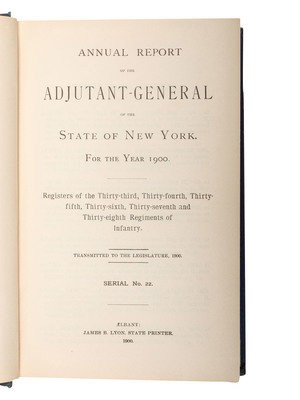 ANNUAL REPORT
OF THE
ADJUTANT-GENERAL
OF THE
STATE OF NEW YORK.
FOR THE YEAR 1900.
Registers of the Thirty-third, Thirty-fourth, Thirty-
fifth, Thirty-sixth, Thirty-seventh and
Thirty-eighth Regiments of
Infantry.
TRANSMITTED TO THE LEGISLATURE, 1900.
SERIAL No. 22.
ALBANY:
JAMES B. LYON, STATE PRINTER.
1900.